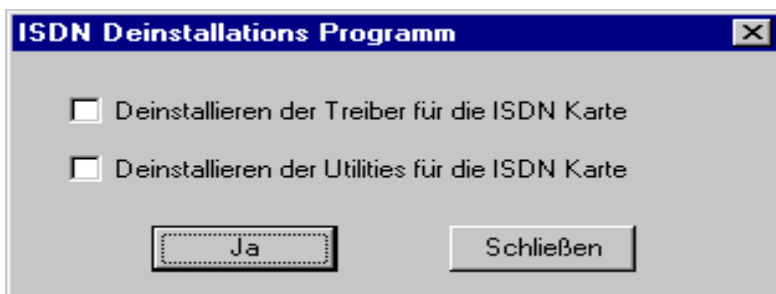 ISDN Deinstallations Programm
Deinstallieren der Treiber für die ISDN Karte
Deinstallieren der Utilities für die ISDN Karte
Ja
Schließen